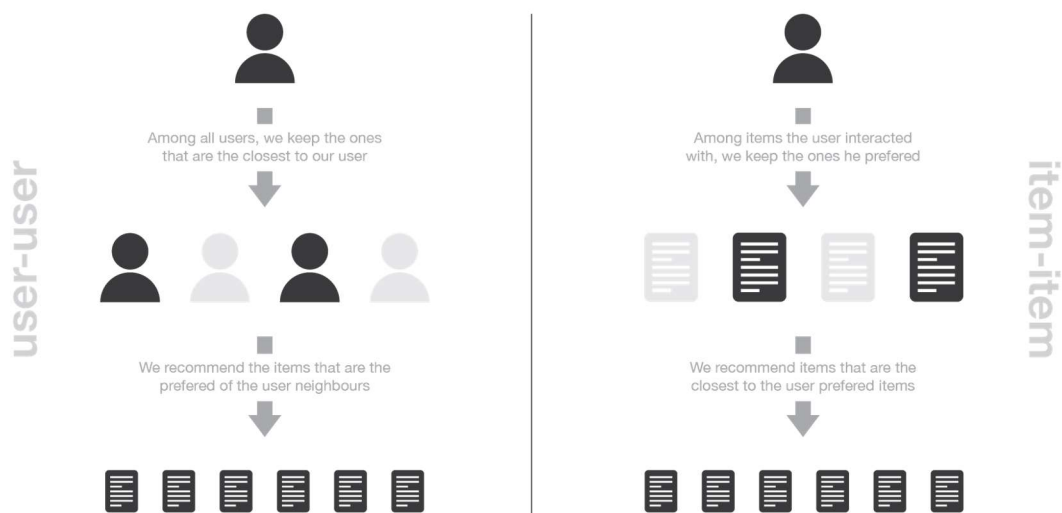 user-user
Among all users, we keep the ones
that are the closest to our user
We recommend the items that are the
prefered of the user neighbours
Among items the user interacted
with, we keep the ones he prefered
We recommend items that are the
closest to the user prefered items
item-item